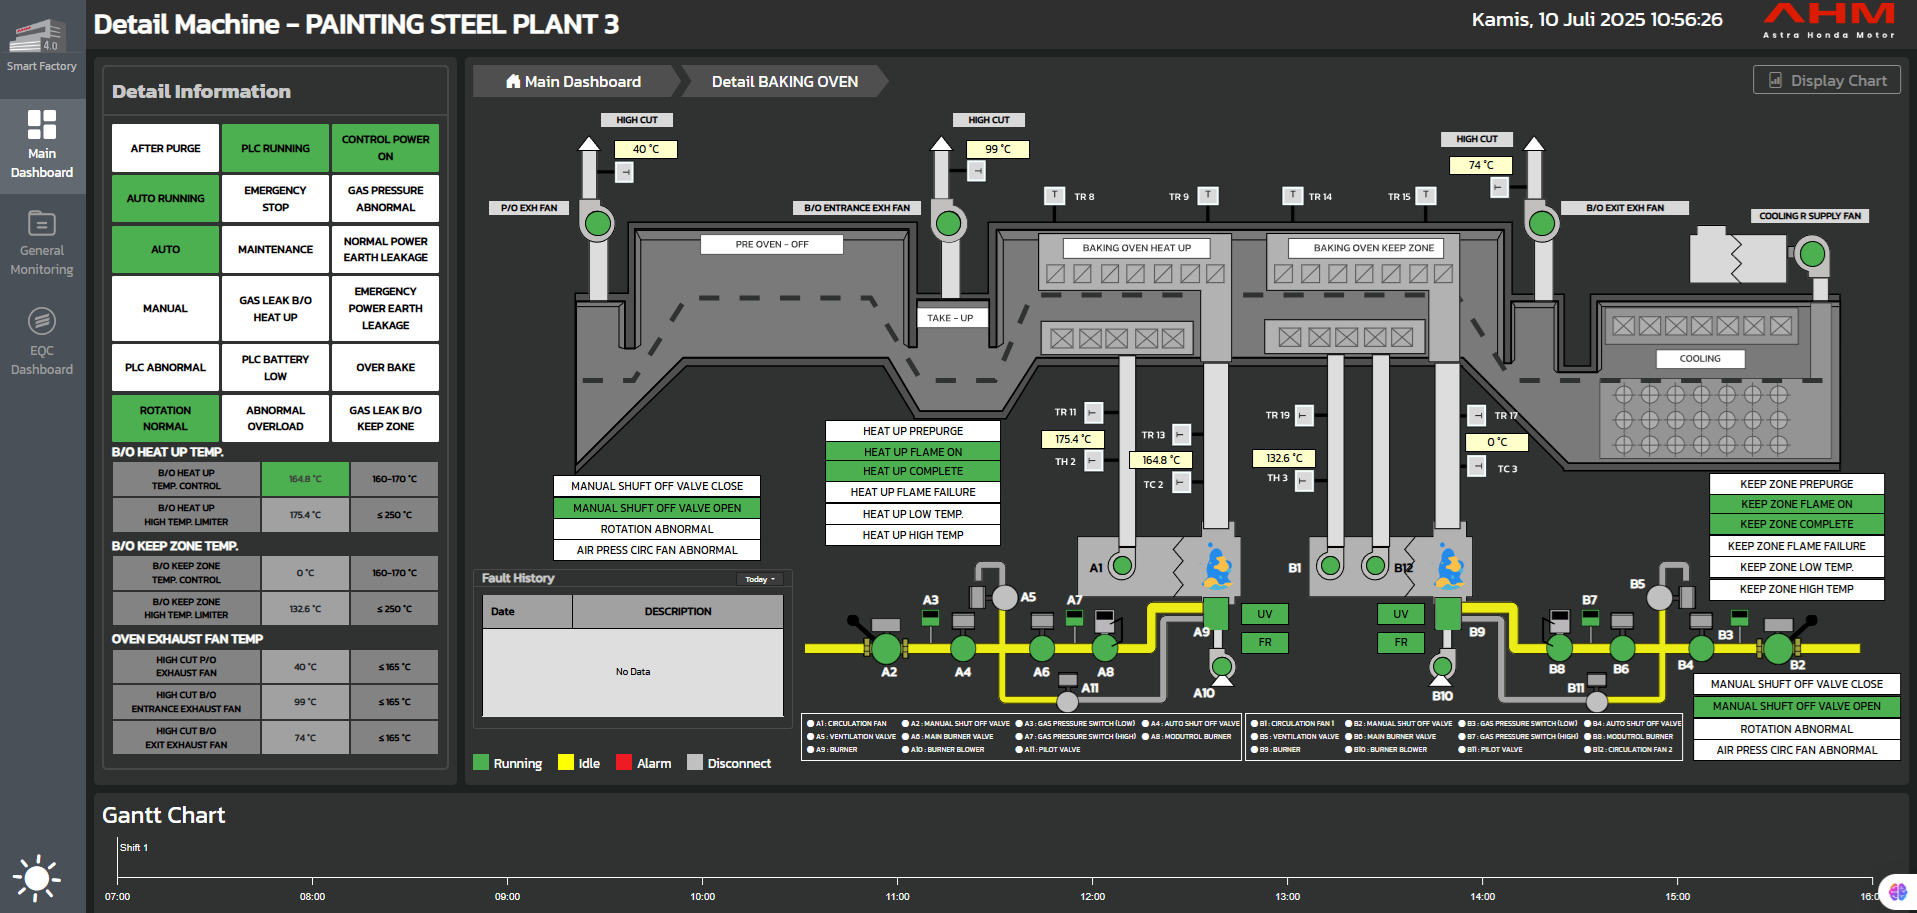 Detail Machine - PAINTING STEEL PLANT 3
Kamis, 10 Juli 2025 10:56:26
AHM
Astra Honda Motor
4.0
Smart Factory
Main
Dashboard
General
Monitoring
EQC
Dashboard
Detail Information
AFTER PURGE
PLC RUNNING
CONTROL POWER
ON
AUTO RUNNING
EMERGENCY
STOP
GAS PRESSURE
ABNORMAL
AUTO
MAINTENANCE
NORMAL POWER
EARTH LEAKAGE
MANUAL
GAS LEAK B/O
HEAT UP
EMERGENCY
POWER EARTH
LEAKAGE
PLC ABNORMAL
PLC BATTERY
LOW
OVER BAKE
ROTATION
NORMAL
ABNORMAL
OVERLOAD
GAS LEAK B/O
KEEP ZONE
B/O HEAT UP TEMP.
B/O HEAT UP
TEMP. CONTROL
164.8 °C
160-170 °C
B/O HEAT UP
HIGH TEMP. LIMITER
175.4 °C
≤ 250 °C
B/O KEEP ZONE TEMP.
B/O KEEP ZONE
TEMP. CONTROL
0 °C
160-170 °C
B/O KEEP ZONE
HIGH TEMP. LIMITER
132.6 °C
≤ 250 °C
OVEN EXHAUST FAN TEMP
HIGH CUT P/O
EXHAUST FAN
40 °C
≤ 165 °C
HIGH CUT B/O
ENTRANCE EXHAUST FAN
99 °C
≤ 165 °C
HIGH CUT B/O
EXIT EXHAUST FAN
74 °C
≤ 165 °C
Main Dashboard
Detail BAKING OVEN
Display Chart
HIGH CUT
40 °C
T
P/O EXH FAN
HIGH CUT
99 °C
T
B/O ENTRANCE EXH FAN
HIGH CUT
74 °C
T
B/O EXIT EXH FAN
COOLING R SUPPLY FAN
T
TR 8
TR 9
T
T
TR 14
TR 15
T
PRE OVEN - OFF
BAKING OVEN HEAT UP
BAKING OVEN KEEP ZONE
TAKE - UP
COOLING
TR 11
T
175.4 °C
TH 2
T
TR 13
T
164.8 °C
TC 2
T
TR 19
T
132.6 °C
TH 3
T
T
TR 17
0 °C
T
TC 3
MANUAL SHUFT OFF VALVE CLOSE
MANUAL SHUFT OFF VALVE OPEN
ROTATION ABNORMAL
AIR PRESS CIRC FAN ABNORMAL
HEAT UP PREPURGE
HEAT UP FLAME ON
HEAT UP COMPLETE
HEAT UP FLAME FAILURE
HEAT UP LOW TEMP.
HEAT UP HIGH TEMP
KEEP ZONE PREPURGE
KEEP ZONE FLAME ON
KEEP ZONE COMPLETE
KEEP ZONE FLAME FAILURE
KEEP ZONE LOW TEMP.
KEEP ZONE HIGH TEMP
Fault History
Today
Date
DESCRIPTION
No Data
A1
B1
B12
A3
A5
A7
A9
A2
A4
A6
A8
A10
A11
UV
FR
UV
FR
B9
B7
B5
B3
B8
B6
B4
B2
B10
B11
MANUAL SHUFT OFF VALVE CLOSE
MANUAL SHUFT OFF VALVE OPEN
ROTATION ABNORMAL
AIR PRESS CIRC FAN ABNORMAL
A1 : CIRCULATION FAN
A2 : MANUAL SHUT OFF VALVE
A3 : GAS PRESSURE SWITCH (LOW)
A4 : AUTO SHUT OFF VALVE
A5 : VENTILATION VALVE
A6 : MAIN BURNER VALVE
A7 : GAS PRESSURE SWITCH (HIGH)
A8 : MODUTROL BURNER
A9 : BURNER
A10 : BURNER BLOWER
A11 : PILOT VALVE
B1 : CIRCULATION FAN 1
B2 : MANUAL SHUT OFF VALVE
B3 : GAS PRESSURE SWITCH (LOW)
B4 : AUTO SHUT OFF VALVE
B5 : VENTILATION VALVE
B6 : MAIN BURNER VALVE
B7 : GAS PRESSURE SWITCH (HIGH)
B8 : MODUTROL BURNER
B9 : BURNER
B10 : BURNER BLOWER
B11 : PILOT VALVE
B12 : CIRCULATION FAN 2
Running
Idle
Alarm
Disconnect
Gantt Chart
Shift 1
07:00
08:00
09:00
10:00
11:00
12:00
13:00
14:00
15:00